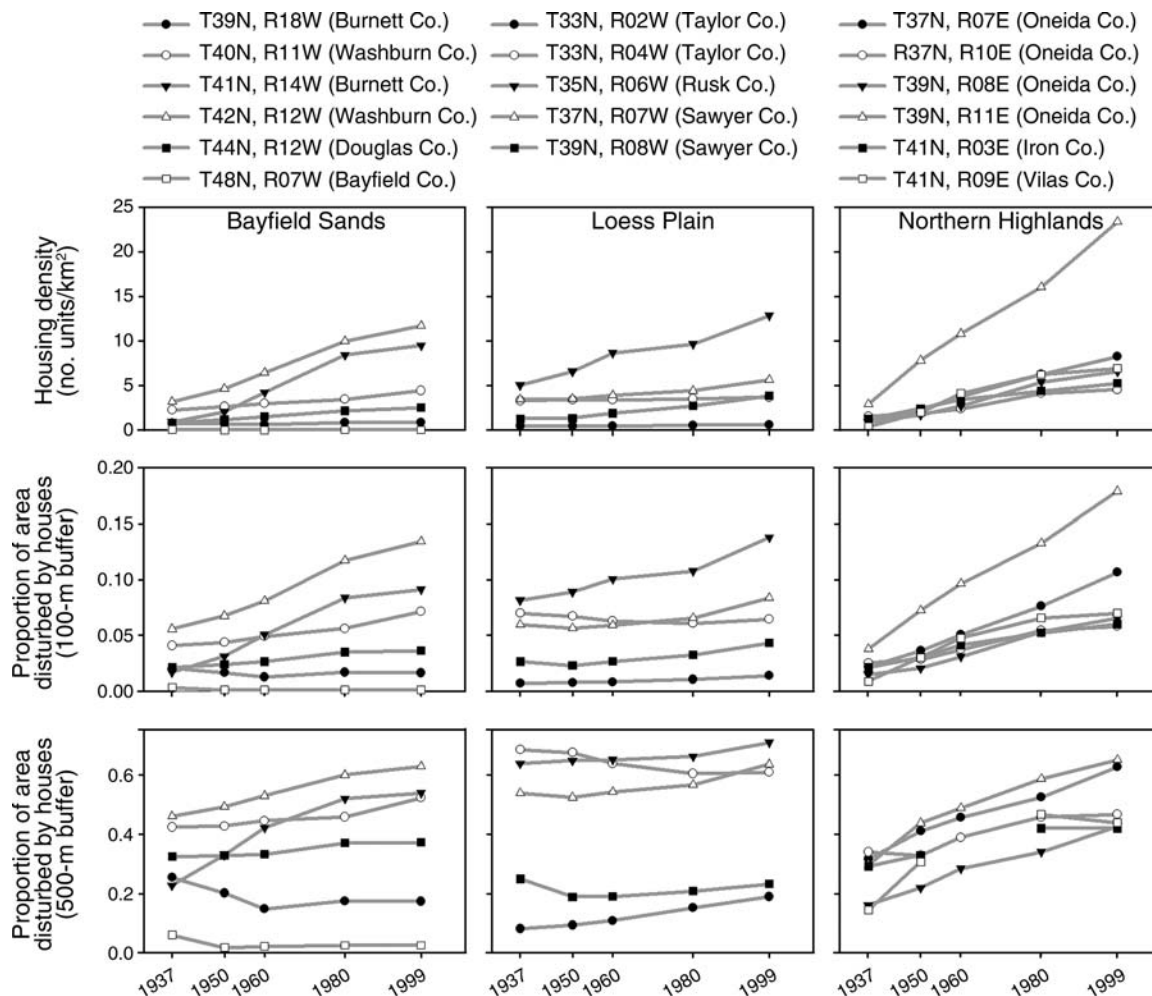 T39N, R18W (Burnett Co.)
T40N, R11W (Washburn Co.)
T41N, R14W (Burnett Co.)
T42N, R12W (Washburn Co.)
T44N, R12W (Douglas Co.)
T48N, R07W (Bayfield Co.)
T33N, R02W (Taylor Co.)
T33N, R04W (Taylor Co.)
T35N, R06W (Rusk Co.)
T37N, R07W (Sawyer Co.)
T39N, R08W (Sawyer Co.)
T37N, R07E (Oneida Co.)
R37N, R10E (Oneida Co.)
T39N, R08E (Oneida Co.)
T39N, R11E (Oneida Co.)
T41N, R03E (Iron Co.)
T41N, R09E (Vilas Co.)
Bayfield Sands
Loess Plain
Northern Highlands
Housing density
(no. units/km²)
25
20
15
10
5
0
Proportion of area
disturbed by houses
(100-m buffer)
0.20
0.15
0.10
0.05
0.00
Proportion of area
disturbed by houses
(500-m buffer)
0.6
0.4
0.2
0.0
1937
1950
1960
1980
1999
1937
1950
1960
1980
1999
1937
1950
1960
1980
1999